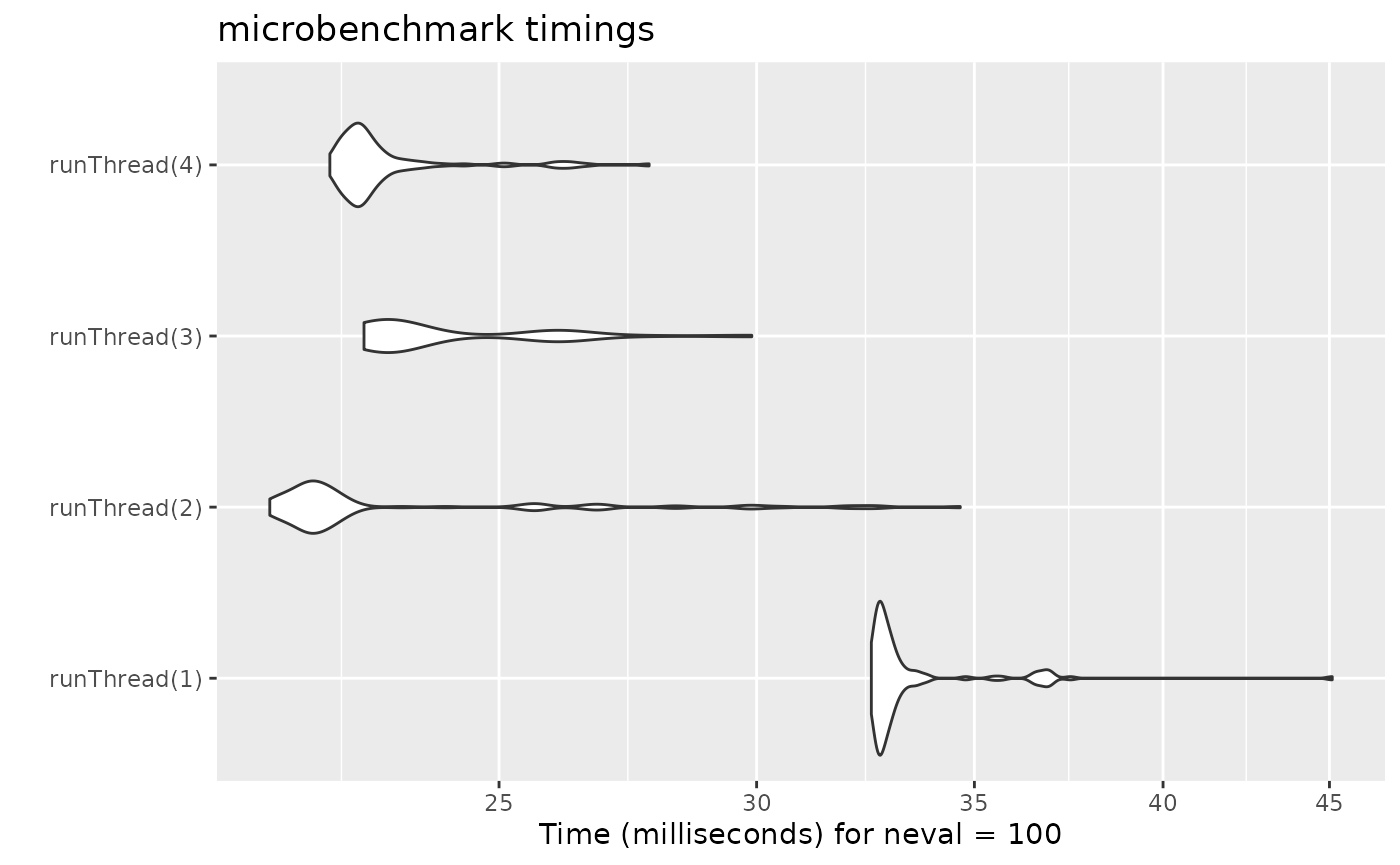 microbenchmark timings
runThread(4)
runThread(3)
runThread(2)
runThread(1)
25 30 35 40 45
Time (milliseconds) for neval = 100